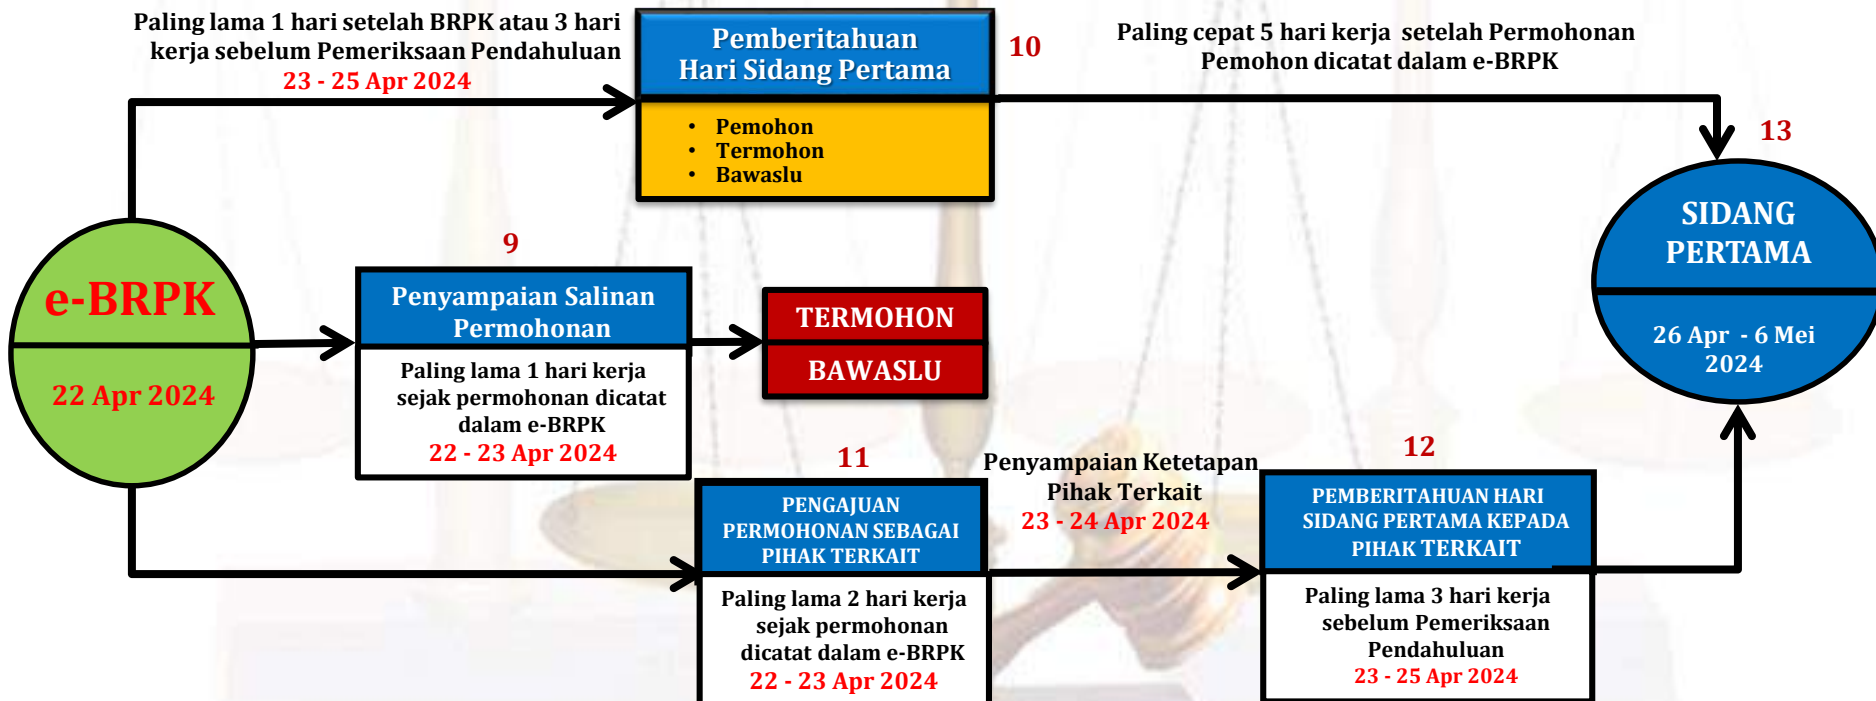 Paling lama 1 hari setelah BRPK atau 3 hari
kerja sebelum Pemeriksaan Pendahuluan
23 - 25 Apr 2024
Pemberitahuan
Hari Sidang Pertama
• Pemohon
• Termohon
• Bawaslu
10
Paling cepat 5 hari kerja setelah Permohonan
Pemohon dicatat dalam e-BRPK
13
SIDANG
PERTAMA
26 Apr - 6 Mei
2024
e-BRPK
22 Apr 2024
9
Penyampaian Salinan
Permohonan
Paling lama 1 hari kerja
sejak permohonan dicatat
dalam e-BRPK
22 - 23 Apr 2024
TERMOHON
BAWASLU
11
PENGAJUAN
PERMOHONAN SEBAGAI
PIHAK TERKAIT
Paling lama 2 hari kerja
sejak permohonan
dicatat dalam e-BRPK
22 - 23 Apr 2024
Penyampaian Ketetapan
Pihak Terkait
23 - 24 Apr 2024
12
PEMBERITAHUAN HARI
SIDANG PERTAMA KEPADA
PIHAK TERKAIT
Paling lama 3 hari kerja
sebelum Pemeriksaan
Pendahuluan
23 - 25 Apr 2024